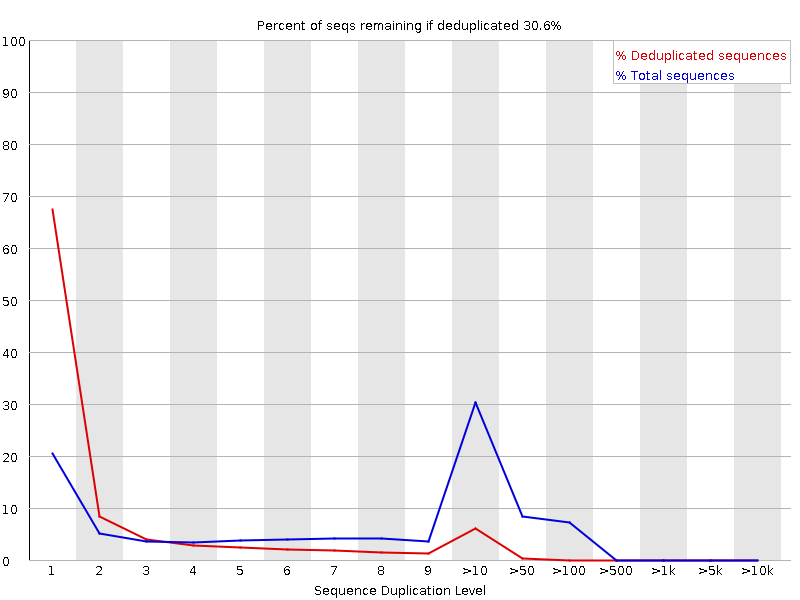 Percent of seqs remaining if deduplicated 30.6%
% Deduplicated sequences
% Total sequences
100
90
80
70
60
50
40
30
20
10
0
1 2 3 4 5 6 7 8 9 >10 >50 >100 >500 >1k >5k >10k
Sequence Duplication Level